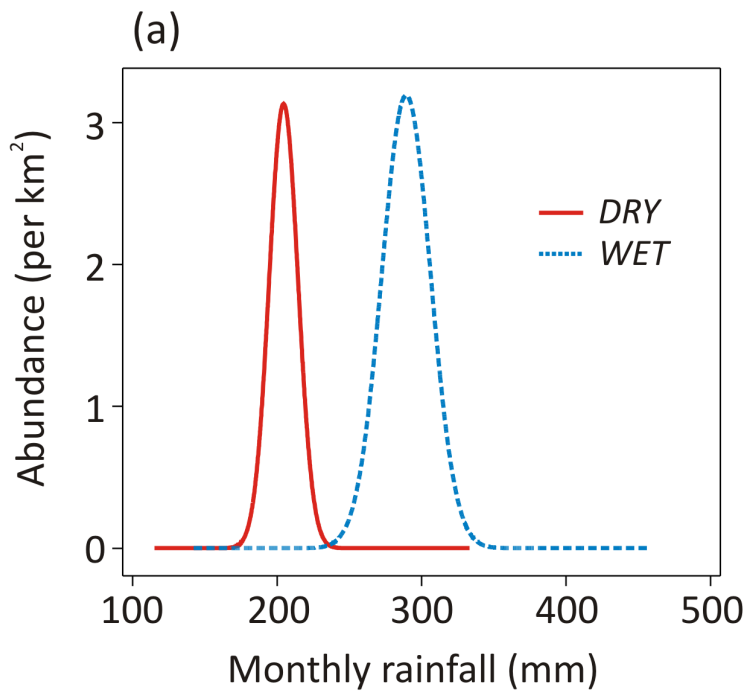 (a)
Abundance (per km²)
3
2
1
0
DRY
WET
100 200 300 400 500
Monthly rainfall (mm)